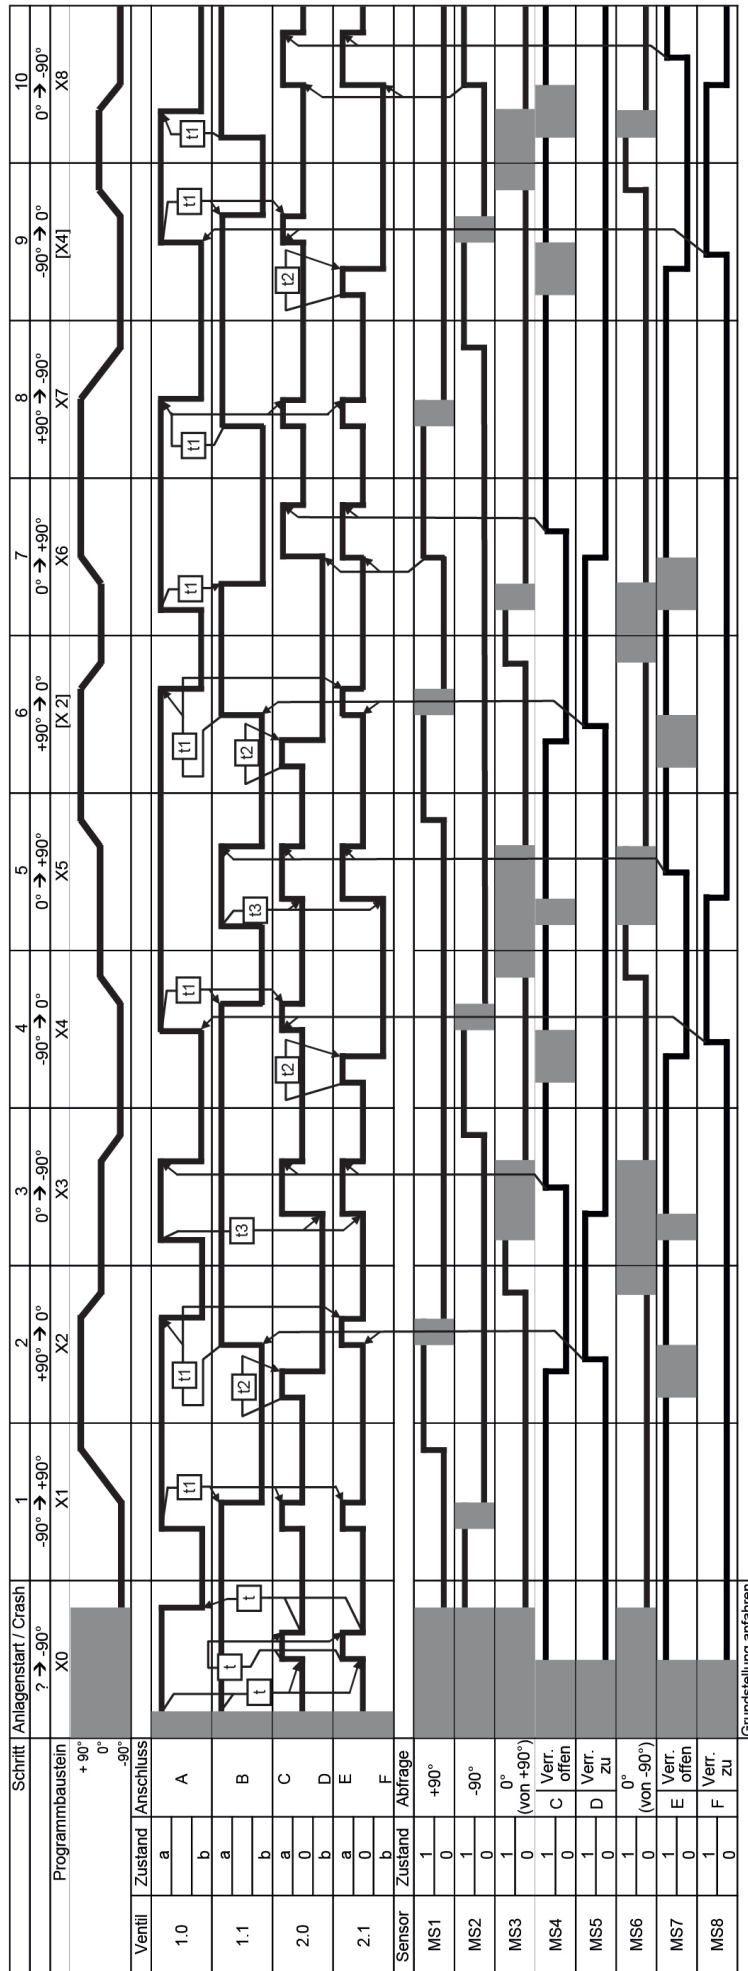 Schritt Anlagenstart / Crash 1 2 3 4 5 6 7 8 9 10
? ➔ -90° -90° ➔ +90° +90° ➔ 0° 0° ➔ -90° -90° ➔ 0° 0° ➔ +90° +90° ➔ 0° 0° ➔ +90° +90° ➔ -90° -90° ➔ 0° 0° ➔ -90°
Programmbaustein X0 X1 X2 X3 X4 X5 [X 2] X6 X7 [X4] X8
+ 90°
0°
-90°
Ventil Zustand Anschluss
1.0 a b A
t t1 t1 t3 t1 t1 t1 t1 t1 t1
1.1 a b B
t t t2 t3 t2
2.0 a 0 b C D
t2 t2
2.1 a 0 b E F
Sensor Zustand Abfrage
MS1 1 0 +90°
MS2 1 0 -90°
MS3 1 0 0° (von +90°)
MS4 1 0 C Verr. offen
MS5 1 0 D Verr. zu
MS6 1 0 0° (von -90°)
MS7 1 0 E Verr. offen
MS8 1 0 F Verr. zu
Grundstellung anfahren